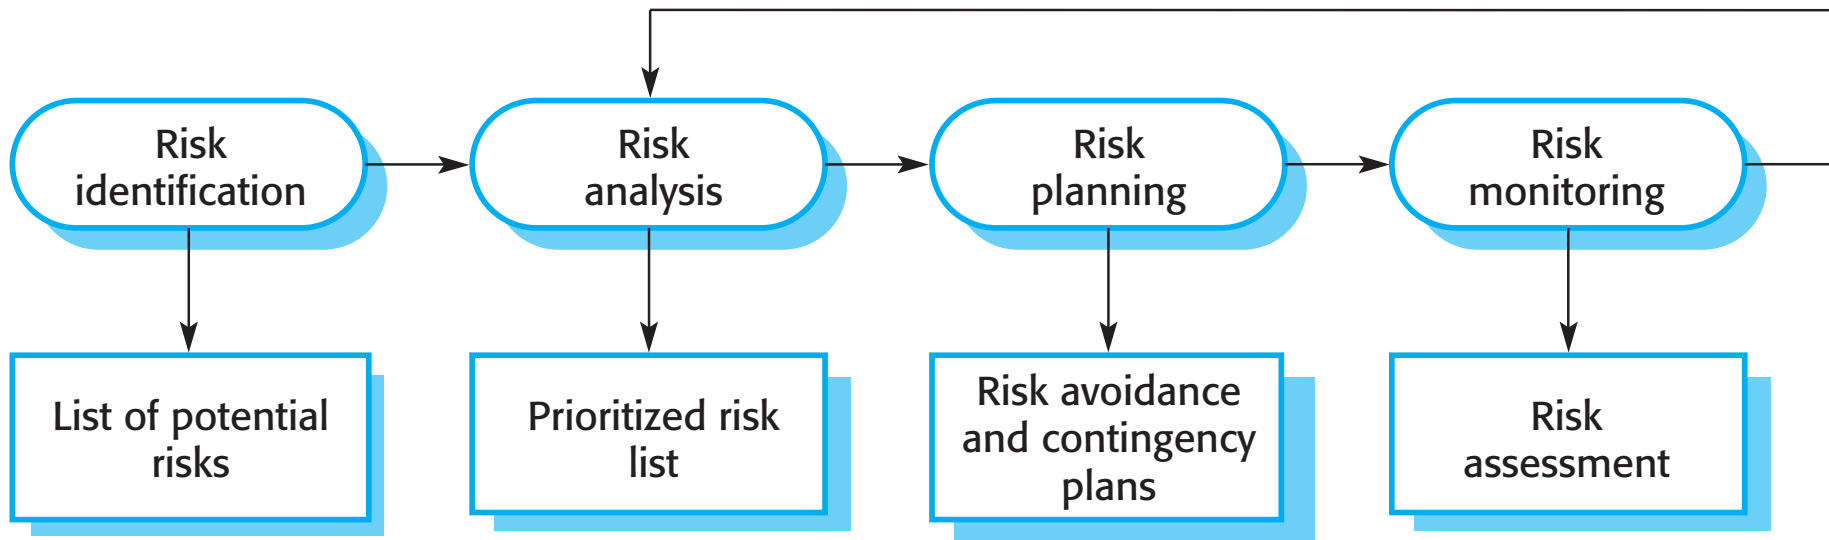 Risk
identification
Risk
analysis
Risk
planning
Risk
monitoring
List of potential
risks
Prioritized risk
list
Risk avoidance
and contingency
plans
Risk
assessment